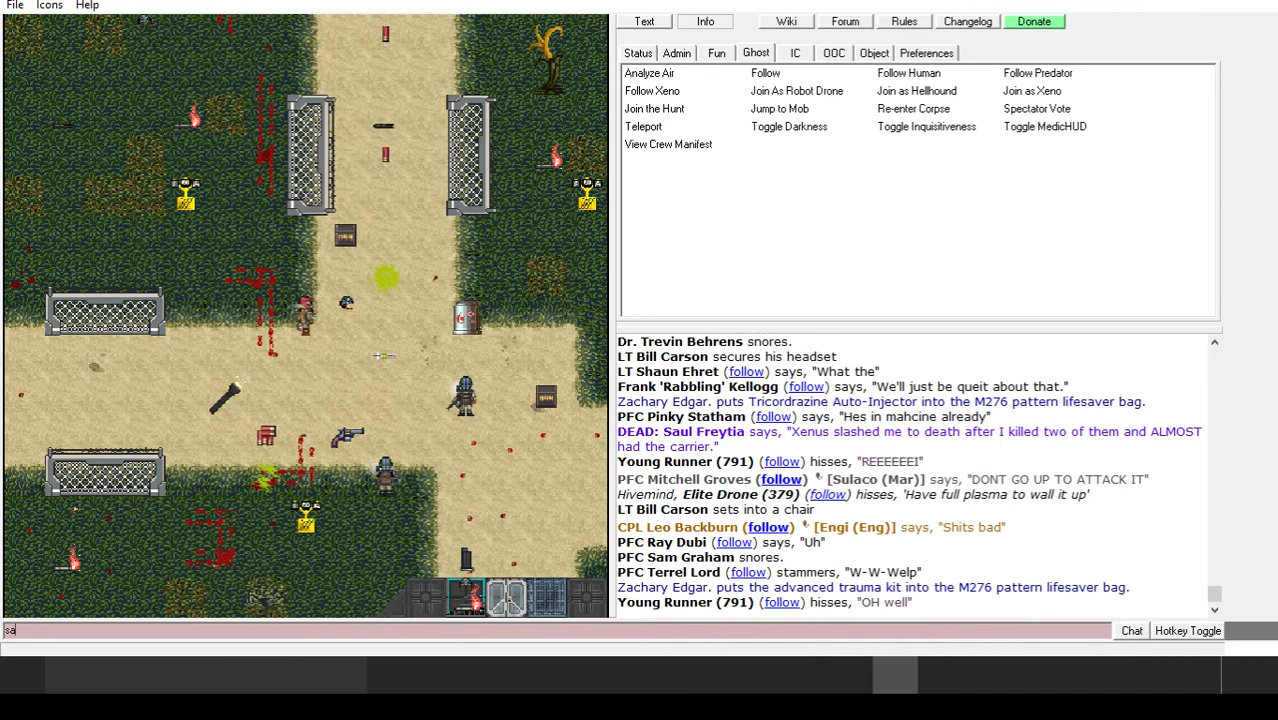 File Icons Help
Text Info Wiki Forum Rules Changelog Donate
Status Admin Fun Ghost IC OOC Object Preferences
Analyze Air Follow Follow Human Follow Predator
Follow Xeno Join As Robot Drone Join as Hellhound Join as Xeno
Join the Hunt Jump to Mob Re-enter Corpse Spectator Vote
Teleport Toggle Darkness Toggle Inquisitiveness Toggle MedicHUD
View Crew Manifest
Dr. Trevin Behrens snores.
LT Bill Carson secures his headset
LT Shaun Ehret (follow) says, "What the"
Frank 'Rabbling' Kellogg (follow) says, "We'll just be queit about that."
Zachary Edgar. puts Tricordrazine Auto-Injector into the M276 pattern lifesaver bag.
PFC Pinky Statham (follow) says, "Hes in mahcine already"
DEAD: Saul Freytia says, "Xenus slashed me to death after I killed two of them and ALMOST
had the carrier."
Young Runner (791) (follow) hisses, "REEEEEEI"
PFC Mitchell Groves (follow) [Sulaco (Mar)] says, "DONT GO UP TO ATTACK IT"
Hivemind, Elite Drone (379) (follow) hisses, 'Have full plasma to wall it up'
LT Bill Carson sets into a chair
CPL Leo Backburn (follow) [Engi (Eng)] says, "Shits bad"
PFC Ray Dubi (follow) says, "Uh"
PFC Sam Graham snores.
PFC Terrel Lord (follow) stammers, "W-W-Welp"
Zachary Edgar. puts the advanced trauma kit into the M276 pattern lifesaver bag.
Young Runner (791) (follow) hisses, "OH well"
sa Chat Hotkey Toggle